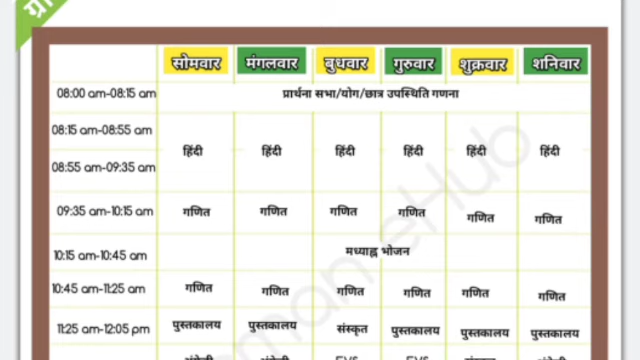 ग्री
सोमवार मंगलवार बुधवार गुरुवार शुक्रवार शनिवार
08:00 am-08:15 am प्रार्थना सभा/योग/छात्र उपस्थिति गणना
08:15 am-08:55 am
हिंदी हिंदी हिंदी हिंदी हिंदी हिंदी
08:55 am-09:35 am
09:35 am-10:15 am गणित गणित गणित गणित गणित गणित
10:15 am-10:45 am मध्याह्न भोजन
10:45 am-11:25 am गणित गणित गणित गणित गणित गणित
11:25 am-12:05 pm पुस्तकालय पुस्तकालय संस्कृत पुस्तकालय पुस्तकालय पुस्तकालय